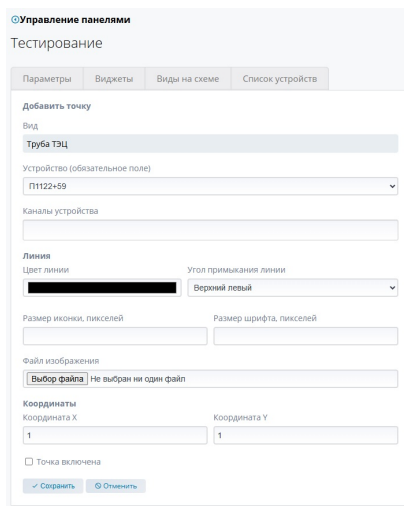 Управление панелями
Тестирование
Параметры Виджеты Виды на схеме Список устройств
Добавить точку
Вид
Труба ТЭЦ
Устройство (обязательное поле)
П1122+59
Каналы устройства
Линия
Цвет линии Угол примыкания линии
Верхний левый
Размер иконки, пикселей Размер шрифта, пикселей
Файл изображения
Выбор файла Не выбран ни один файл
Координаты
Координата X Координата Y
1 1
Точка включена
Сохранить Отменить